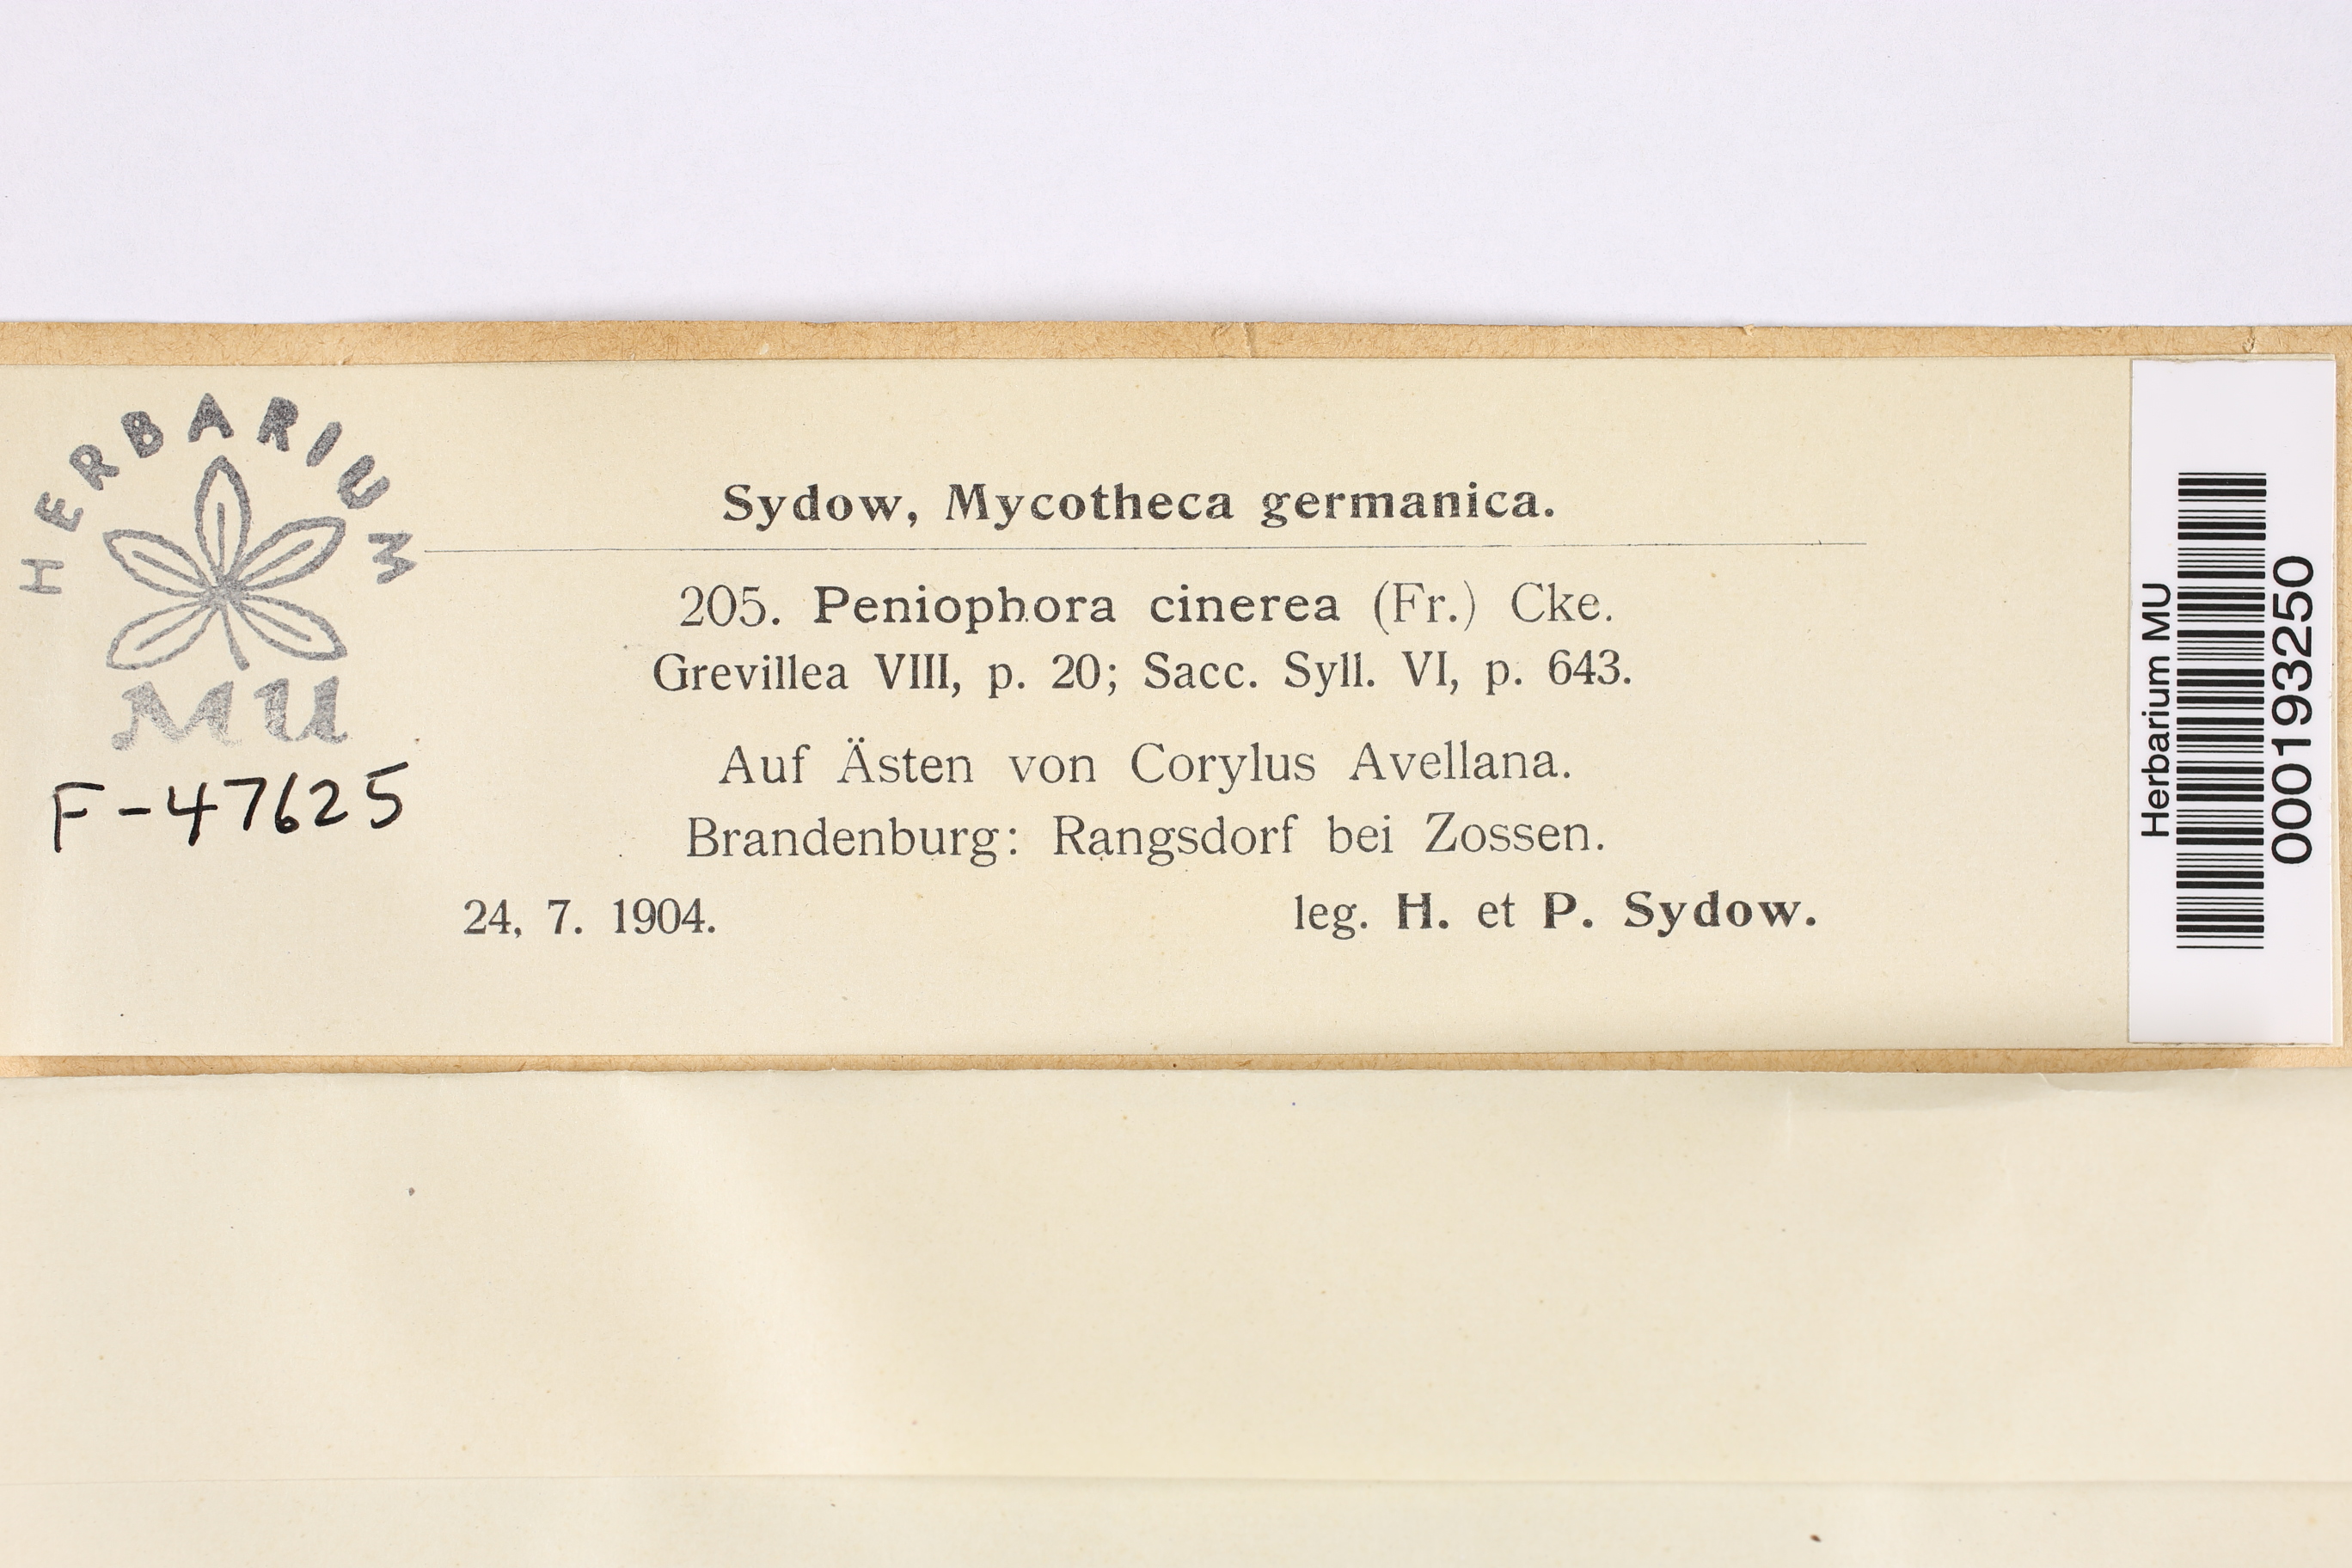 HERBARIUM
MU
F-47625
Sydow, Mycotheca germanica.
205. Peniophora cinerea (Fr.) Cke.
Grevillea VIII, p. 20; Sacc. Syll. VI, p. 643.
Auf Ästen von Corylus Avellana.
Brandenburg: Rangsdorf bei Zossen.
24. 7. 1904. leg. H. et P. Sydow.
Herbarium MU
000193250